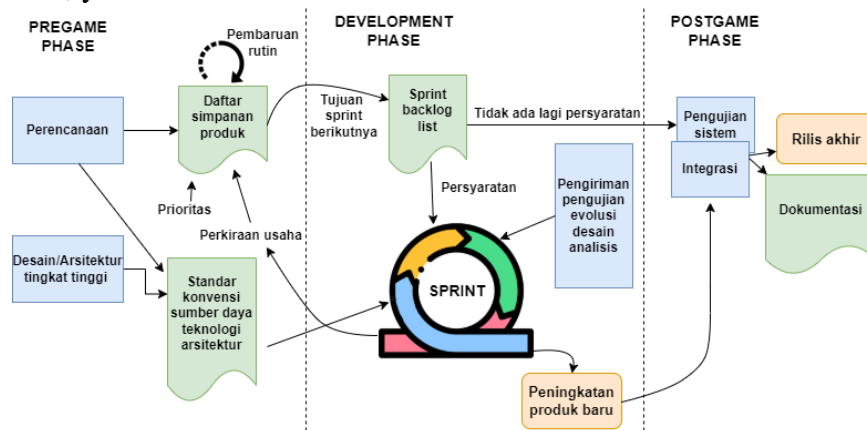 PREGAME
PHASE
DEVELOPMENT
PHASE
POSTGAME
PHASE
Pembaruan
rutin
Perencanaan
Daftar
simpanan
produk
Tujuan
sprint
berikutnya
Sprint
backlog
list
Tidak ada lagi persyaratan
Pengujian
sistem
Integrasi
Rilis akhir
Dokumentasi
Prioritas
Perkiraan usaha
Persyaratan
Pengiriman
pengujian
evolusi
desain
analisis
Desain/Arsitektur
tingkat tinggi
Standar
konvensi
sumber daya
teknologi
arsitektur
SPRINT
Peningkatan
produk baru